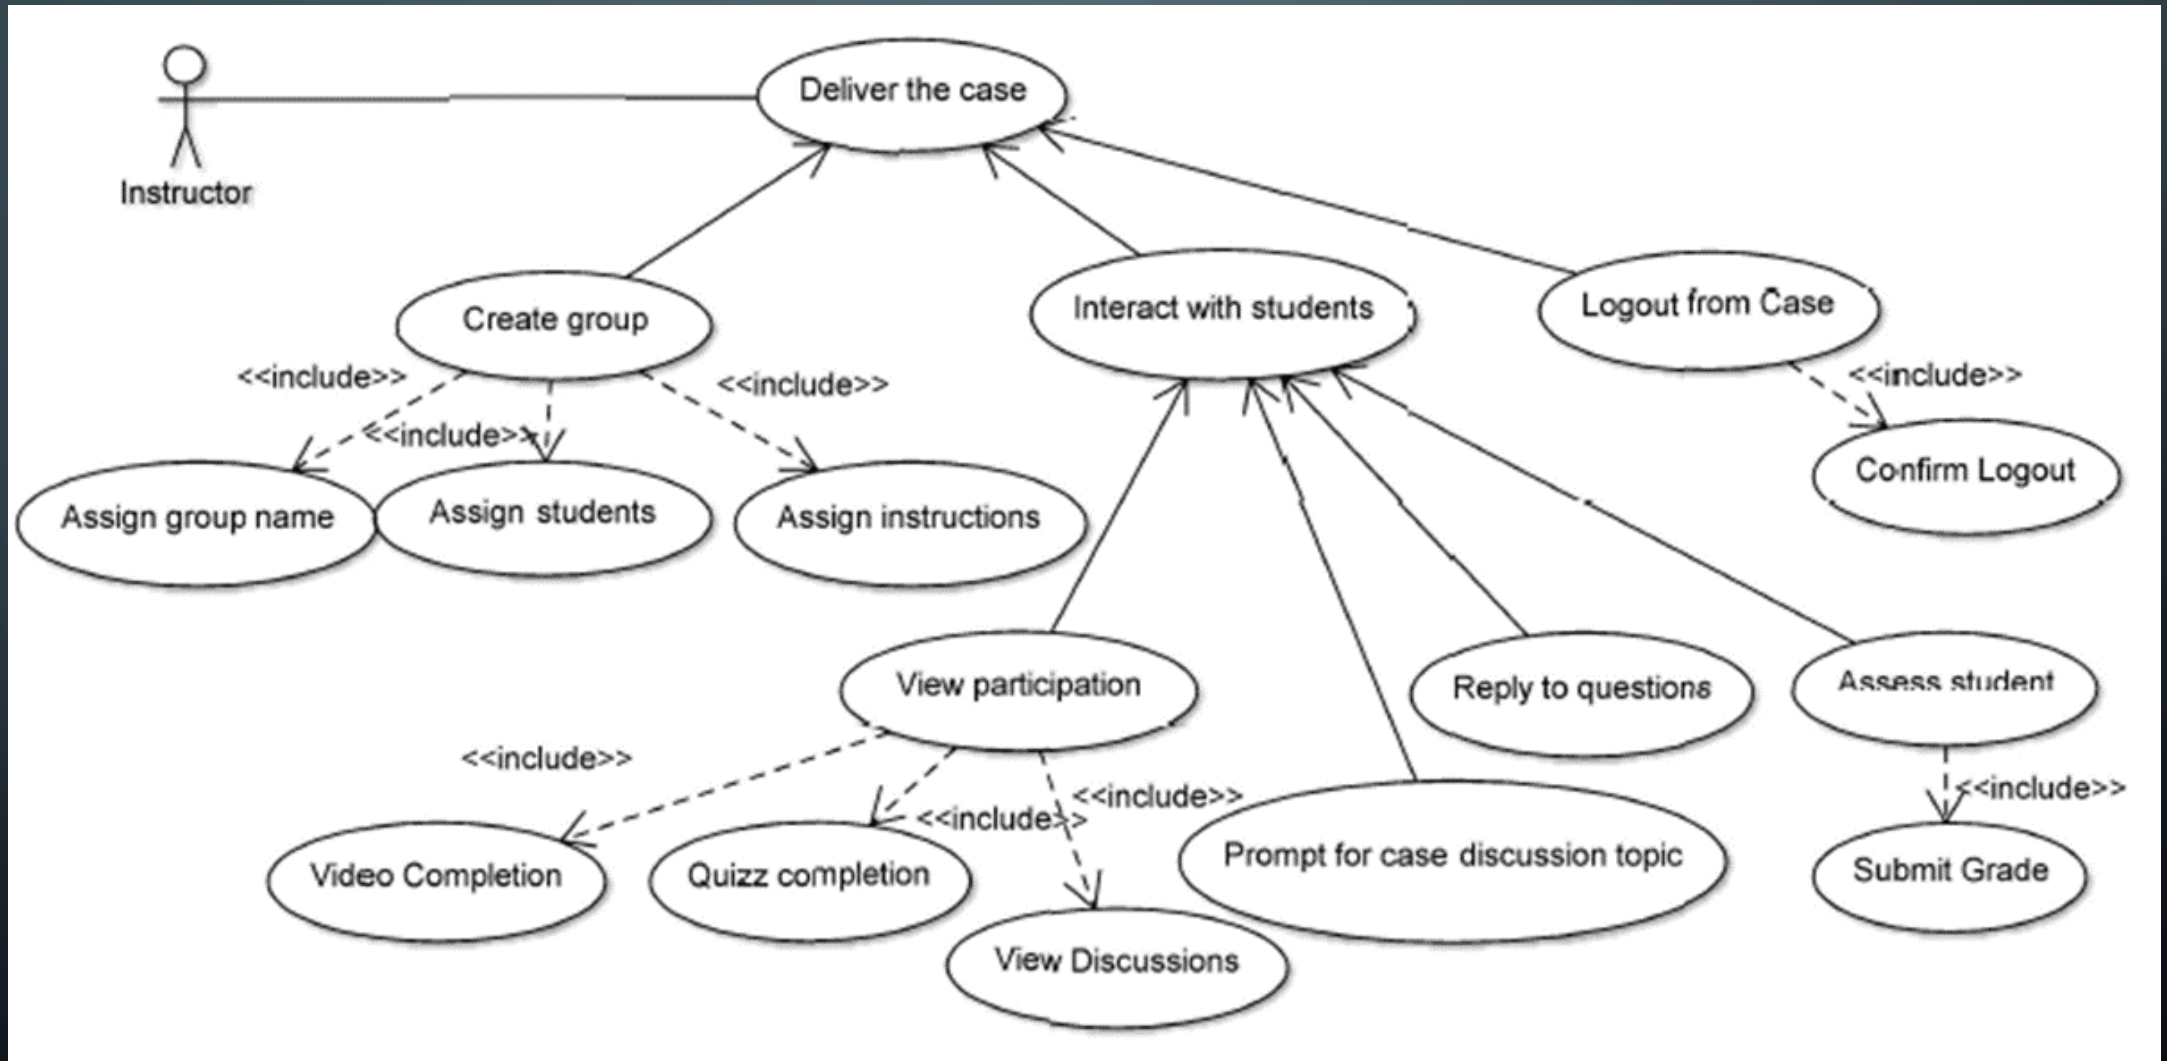 Deliver the case
Instructor
Create group
Interact with students
Logout from Case
<<include>>
<<include>>
<<include>>
<<include>>
Assign group name
Assign students
Assign instructions
Confirm Logout
View participation
Reply to questions
Assess student
<<include>>
<<include>>
<<include>>
<<include>>
Video Completion
Quizz completion
Prompt for case discussion topic
Submit Grade
View Discussions